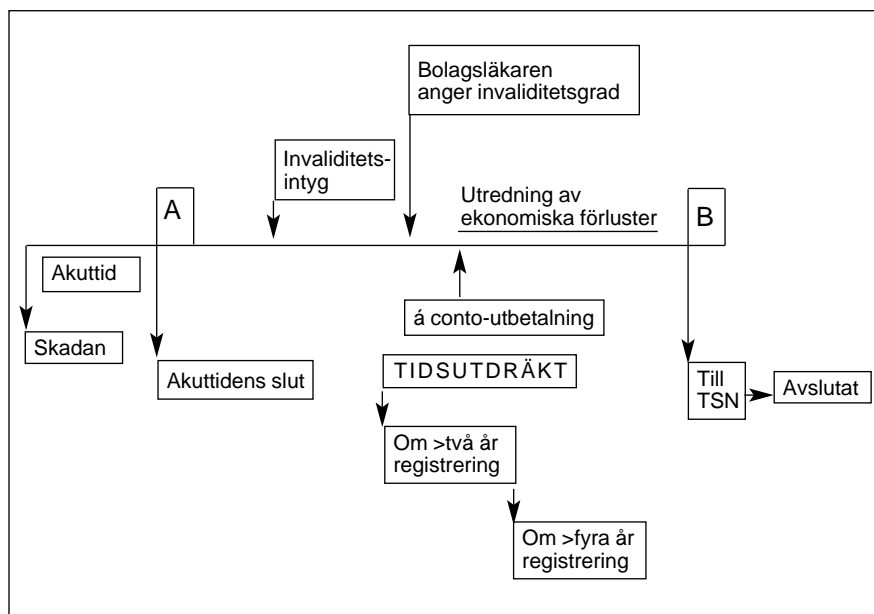 Bolagsläkaren
anger invaliditetsgrad
Invaliditets-
intyg
A
Utredning av
ekonomiska förluster
B
Akuttid
Skadan
á conto-utbetalning
Akuttidens slut
TIDSUTDRÄKT
Till
TSN
Avslutat
Om >två år
registrering
Om >fyra år
registrering